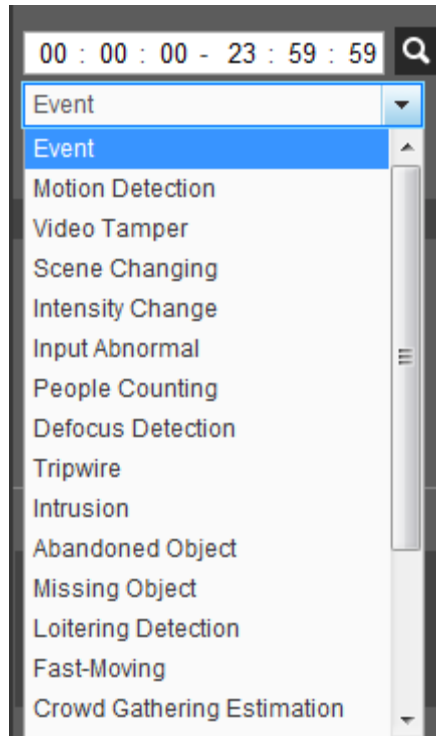 00 : 00 : 00 - 23 : 59 : 59
Event
Event
Motion Detection
Video Tamper
Scene Changing
Intensity Change
Input Abnormal
People Counting
Defocus Detection
Tripwire
Intrusion
Abandoned Object
Missing Object
Loitering Detection
Fast-Moving
Crowd Gathering Estimation